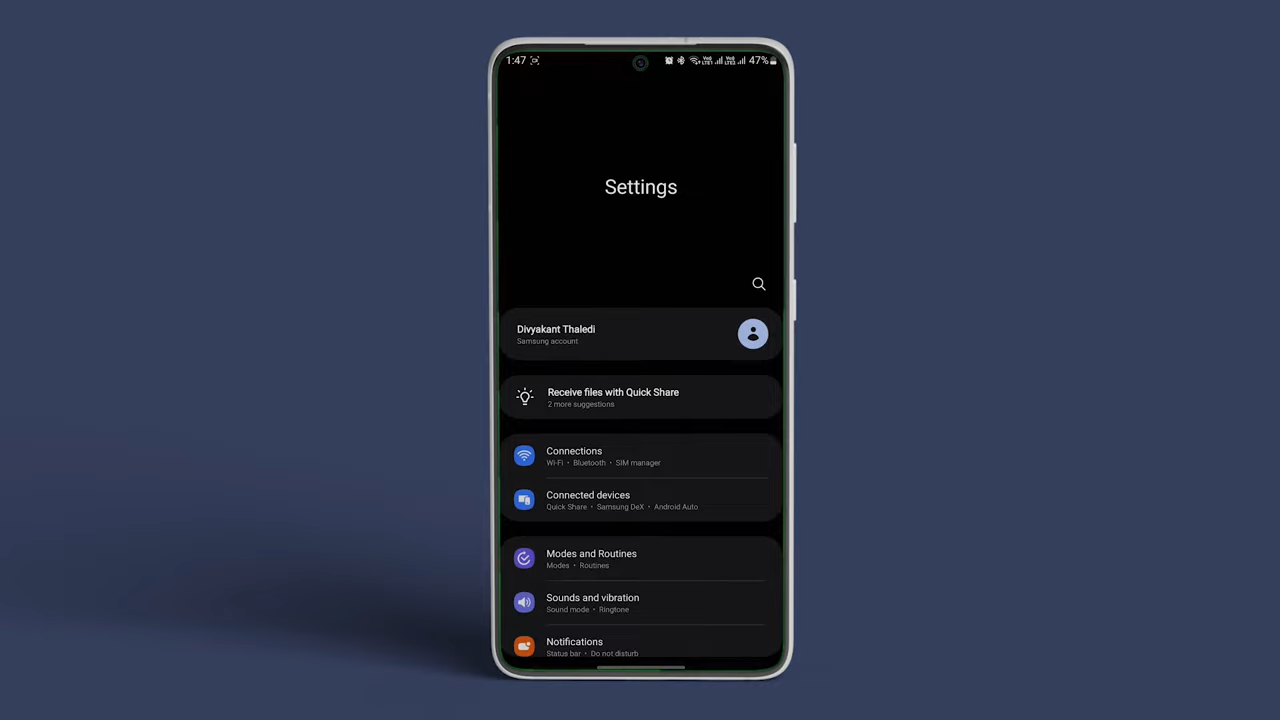 1:47
VoLTE1 VoLTE2 47%
Settings
Divyakant Thaledi
Samsung account
Receive files with Quick Share
2 more suggestions
Connections
Wi-Fi • Bluetooth • SIM manager
Connected devices
Quick Share • Samsung DeX • Android Auto
Modes and Routines
Modes • Routines
Sounds and vibration
Sound mode • Ringtone
Notifications
Status bar • Do not disturb